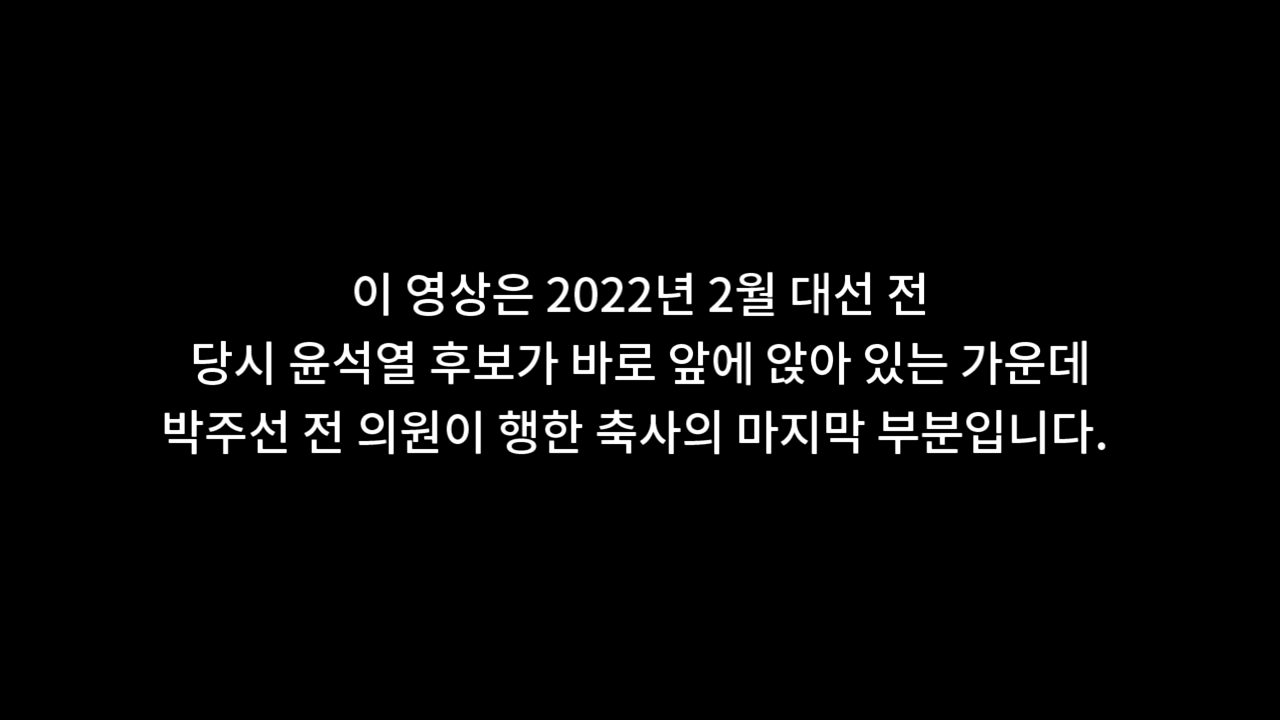 이 영상은 2022년 2월 대선 전
당시 윤석열 후보가 바로 앞에 앉아 있는 가운데
박주선 전 의원이 행한 축사의 마지막 부분입니다.